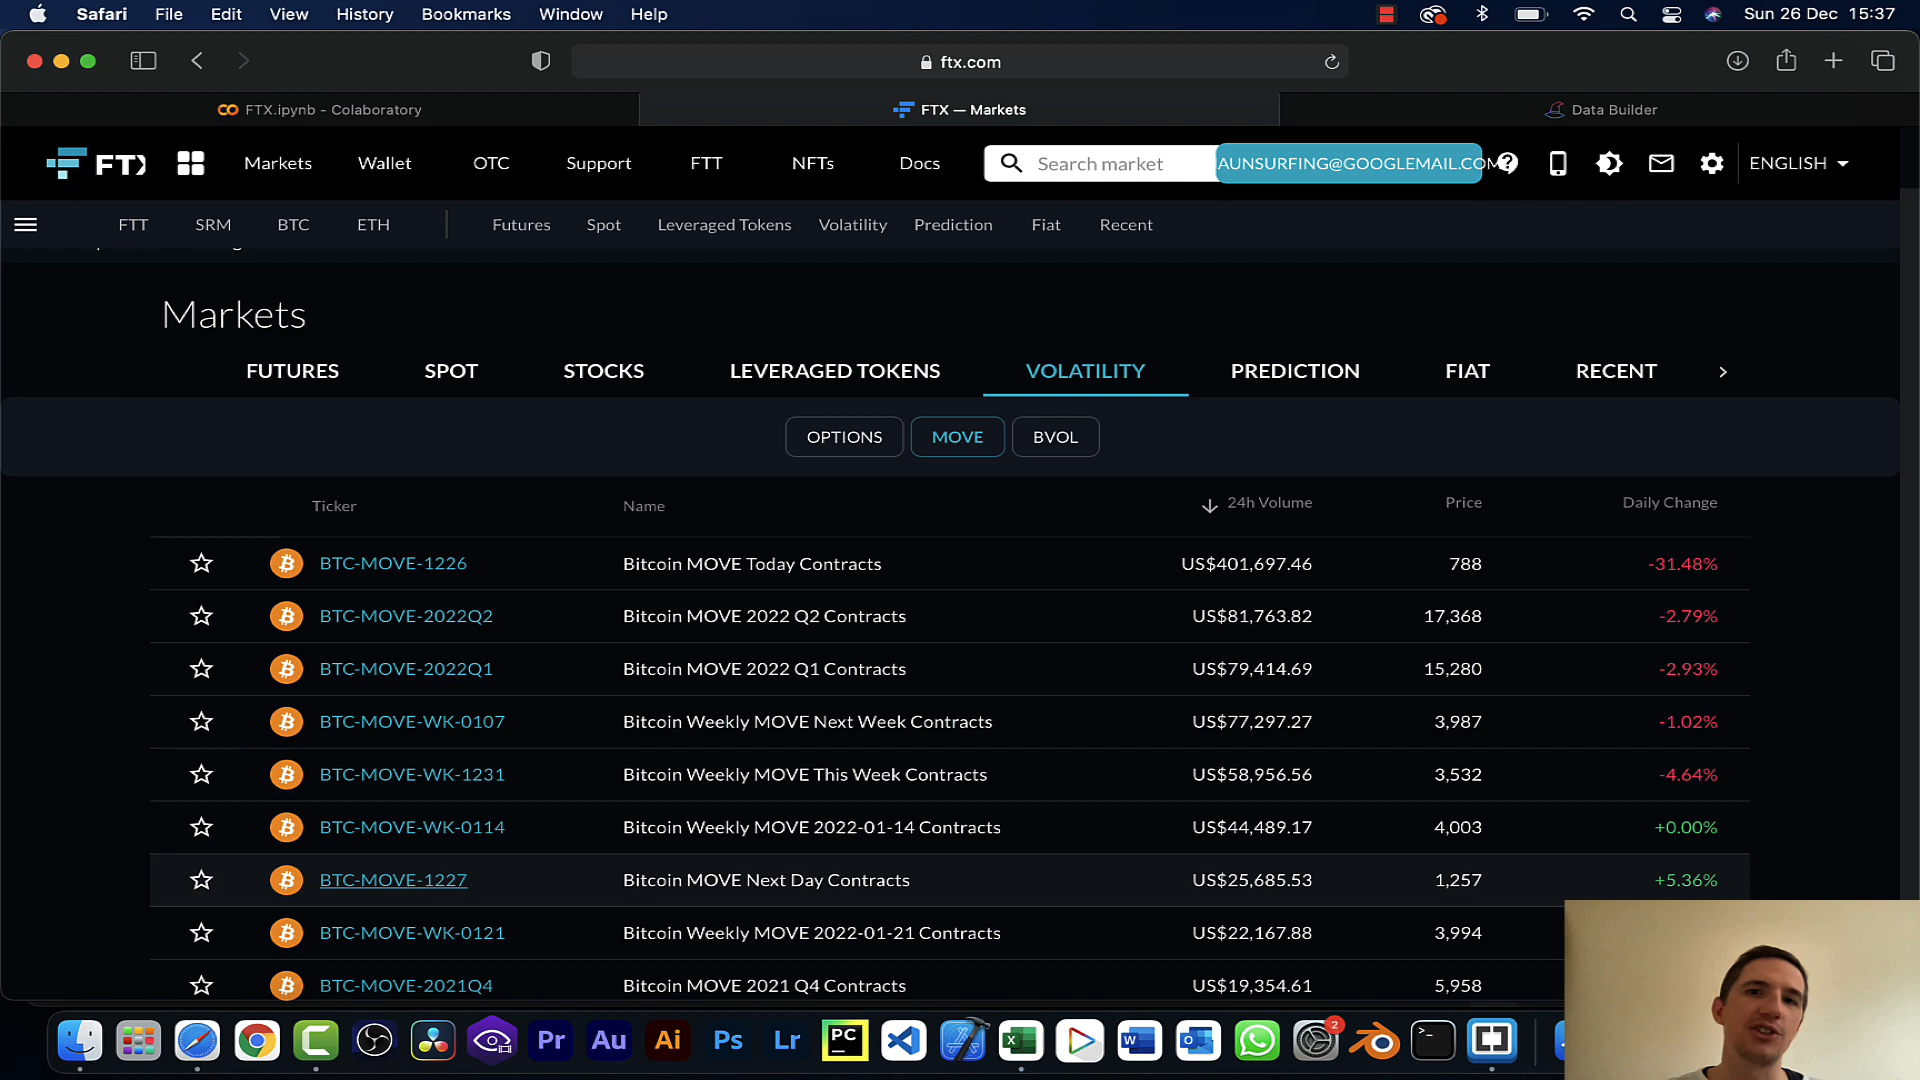 Safari File Edit View History Bookmarks Window Help Sun 26 Dec 15:37
ftx.com
FTX.ipynb - Colaboratory FTX — Markets Data Builder
FTX Markets Wallet OTC Support FTT NFTs Docs Search market AUNSURFING@GOOGLEMAIL.COM ENGLISH
FTT SRM BTC ETH Futures Spot Leveraged Tokens Volatility Prediction Fiat Recent
Markets
FUTURES SPOT STOCKS LEVERAGED TOKENS VOLATILITY PREDICTION FIAT RECENT
OPTIONS MOVE BVOL
Ticker Name 24h Volume Price Daily Change
BTC-MOVE-1226 Bitcoin MOVE Today Contracts US$401,697.46 788 -31.48%
BTC-MOVE-2022Q2 Bitcoin MOVE 2022 Q2 Contracts US$81,763.82 17,368 -2.79%
BTC-MOVE-2022Q1 Bitcoin MOVE 2022 Q1 Contracts US$79,414.69 15,280 -2.93%
BTC-MOVE-WK-0107 Bitcoin Weekly MOVE Next Week Contracts US$77,297.27 3,987 -1.02%
BTC-MOVE-WK-1231 Bitcoin Weekly MOVE This Week Contracts US$58,956.56 3,532 -4.64%
BTC-MOVE-WK-0114 Bitcoin Weekly MOVE 2022-01-14 Contracts US$44,489.17 4,003 +0.00%
BTC-MOVE-1227 Bitcoin MOVE Next Day Contracts US$25,685.53 1,257 +5.36%
BTC-MOVE-WK-0121 Bitcoin Weekly MOVE 2022-01-21 Contracts US$22,167.88 3,994
BTC-MOVE-2021Q4 Bitcoin MOVE 2021 Q4 Contracts US$19,354.61 5,958
Pr Au Ai Ps Lr PC W 2